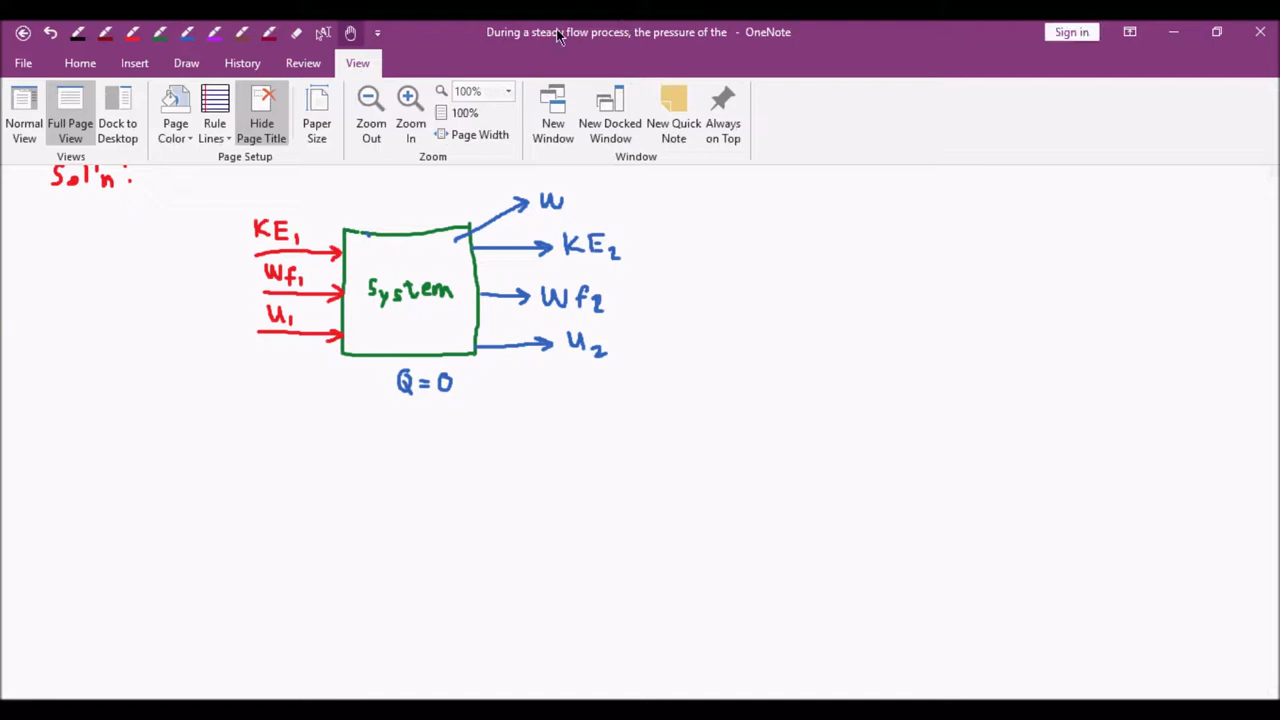 During a steady flow process, the pressure of the - OneNote
Sign in
File Home Insert Draw History Review View
Normal View
Full Page View
Dock to Desktop
Page Color
Rule Lines
Hide Page Title
Paper Size
Zoom Out
Zoom In
100%
100%
Page Width
New Window
New Docked Window
New Quick Note
Always on Top
Views Page Setup Zoom Window
Sol'n :
W
KE₁
KE₂
Wf₁
System
Wf₂
U₁
U₂
Q = 0